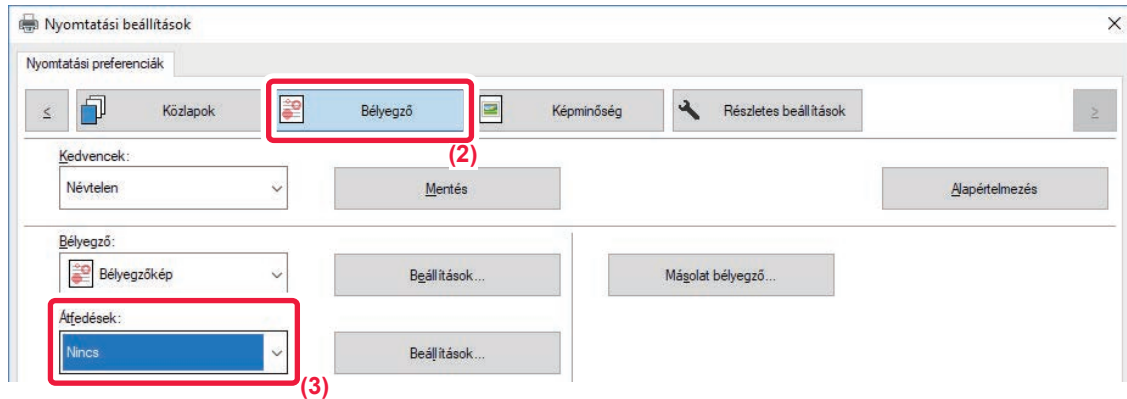 Nyomtatási beállítások
Nyomtatási preferenciák
< Közlapok Bélyegző Képminőség Részletes beállítások >
(2)
Kedvencek:
Névtelen Mentés Alapértelmezés
Bélyegző:
Bélyegzőkép Beállítások... Másolat bélyegző...
Átfedések:
Nincs Beállítások...
(3)